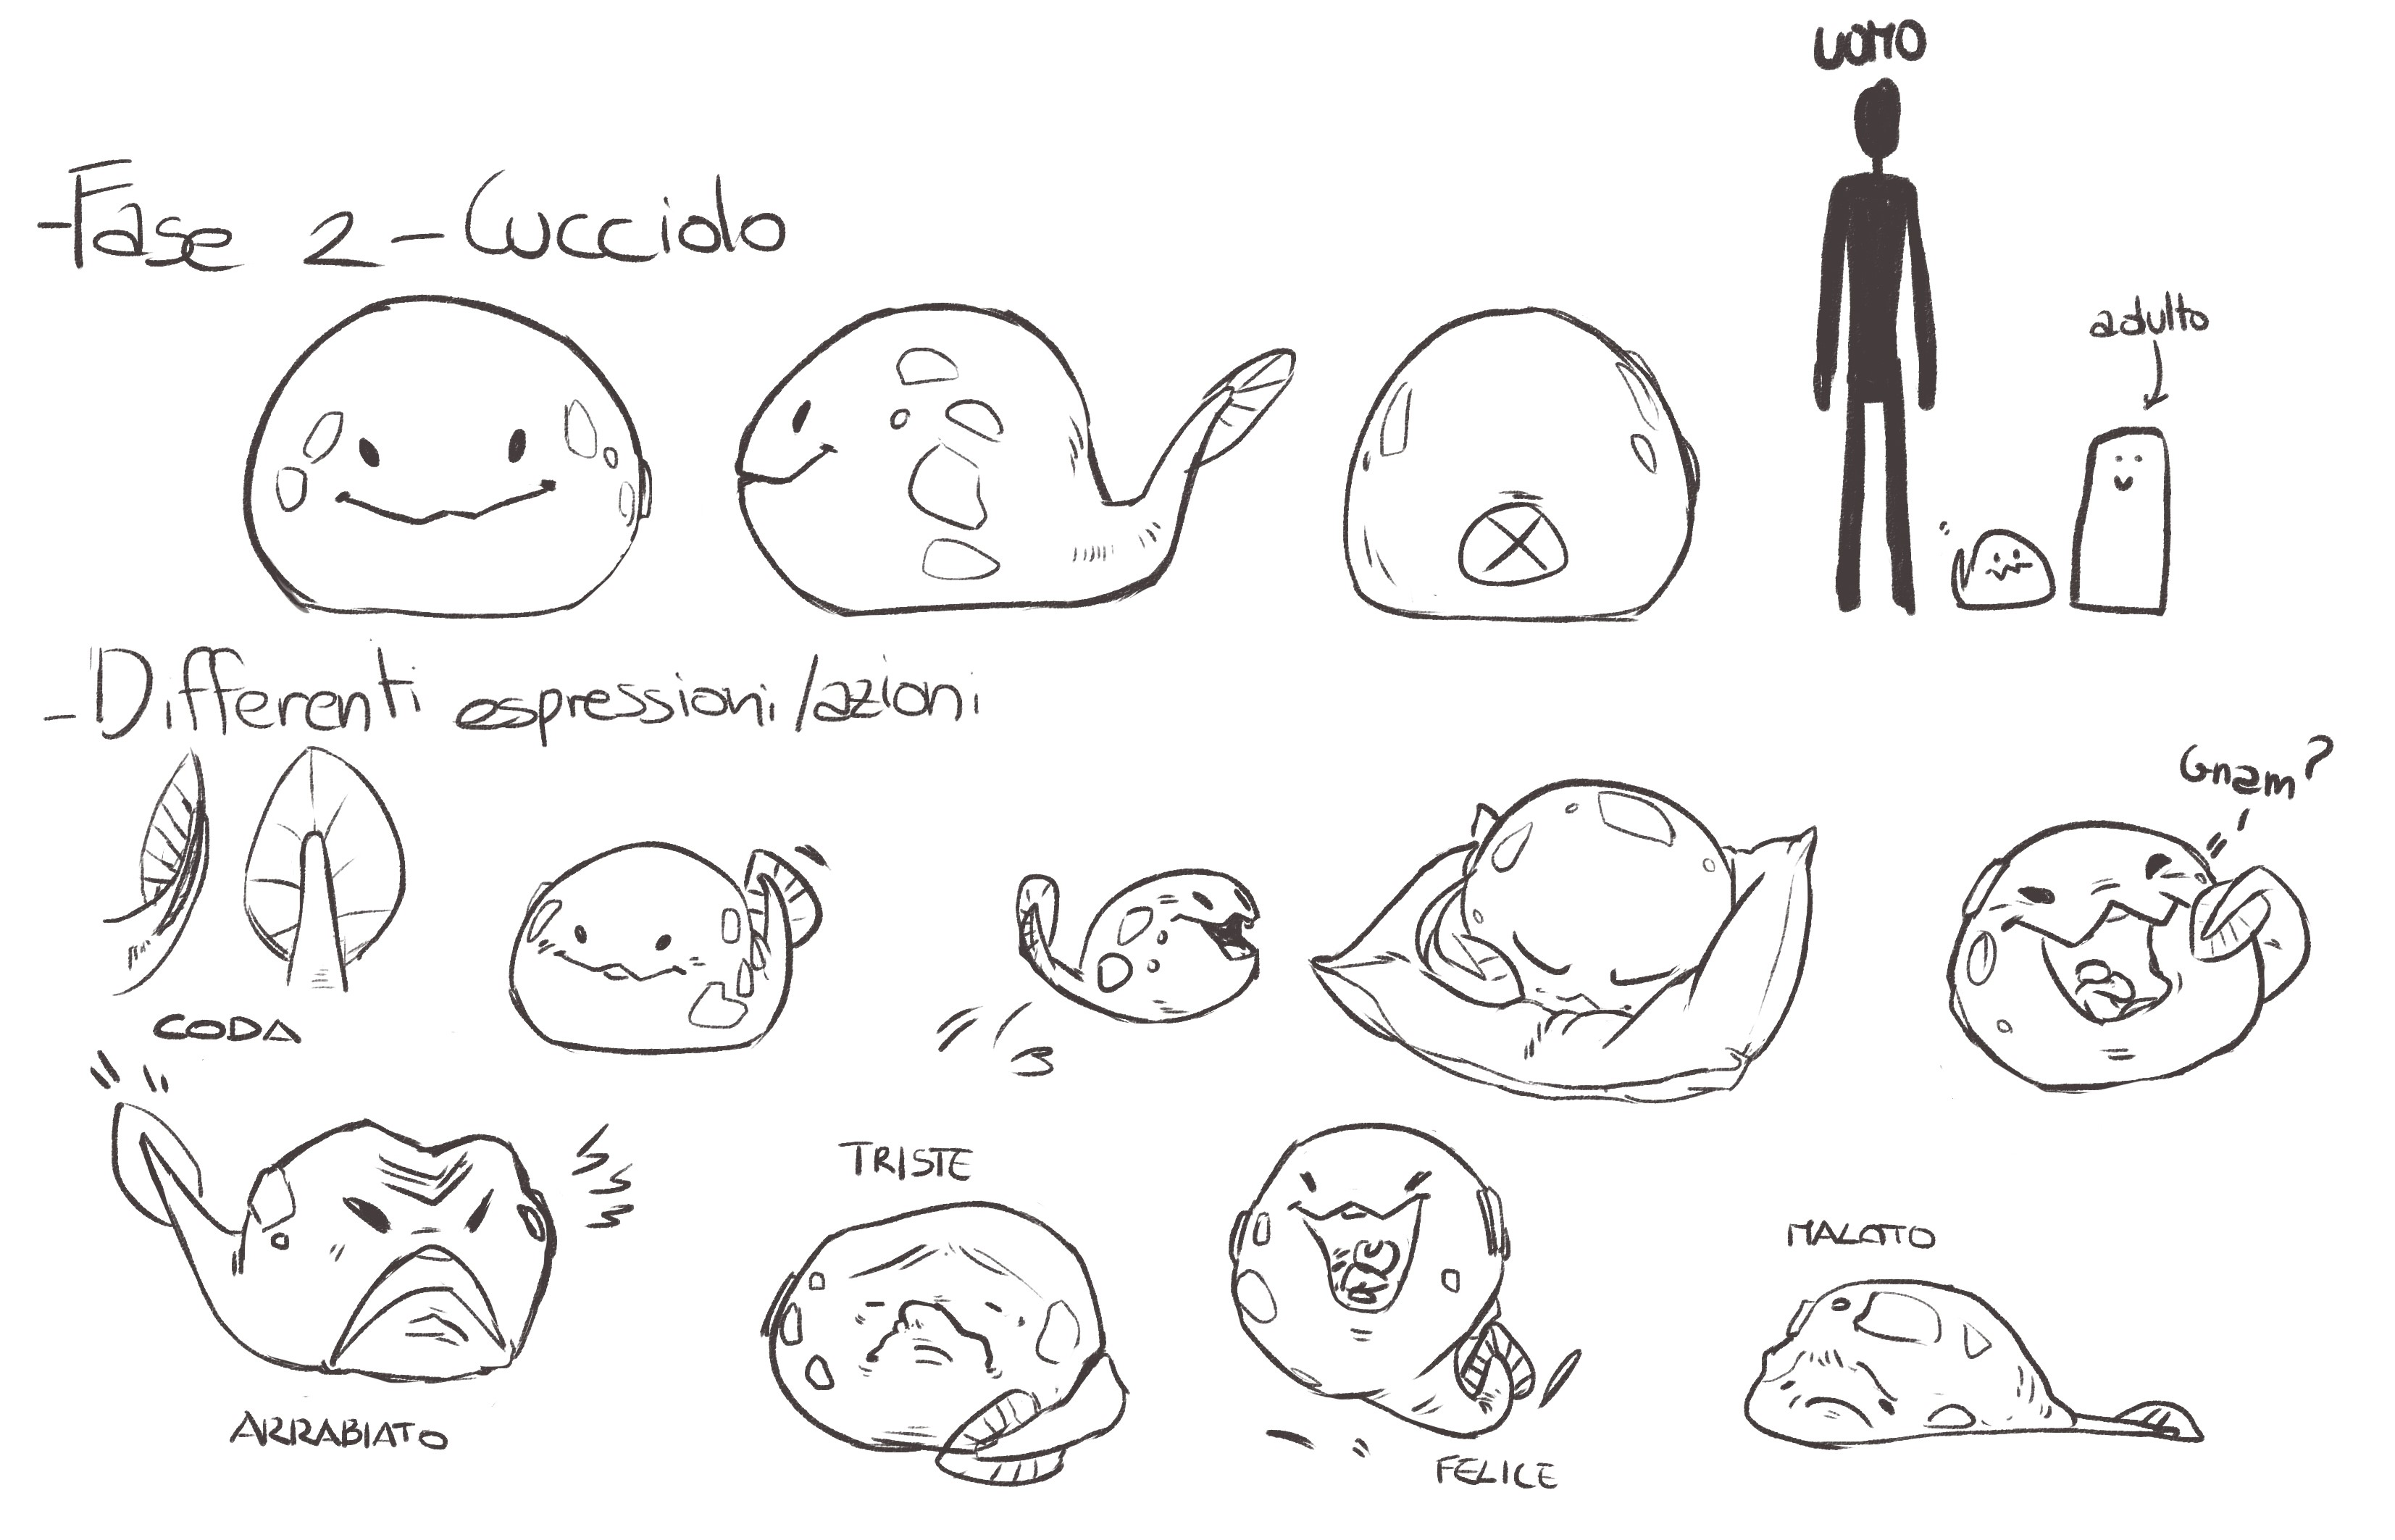 UOMO
-Fase 2-Cucciolo
adulto
-Differenti espressioni/azioni
Gnam?
CODA
TRISTE
MALATO
ARRABIATO
FELICE